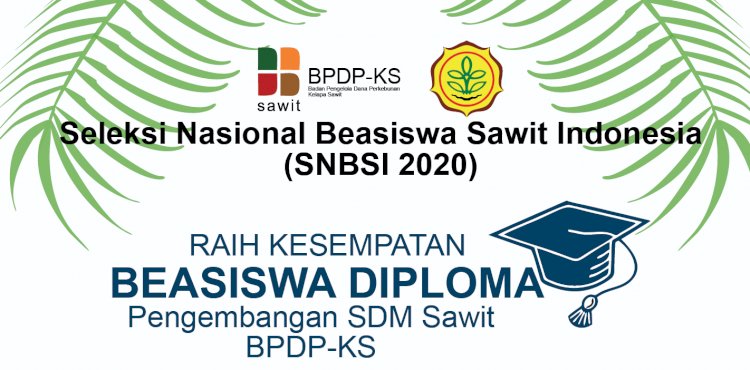 BPDP-KS
Badan Pengelola Dana Perkebunan
Kelapa Sawit
sawit
Seleksi Nasional Beasiswa Sawit Indonesia
(SNBSI 2020)
RAIH KESEMPATAN
BEASISWA DIPLOMA
Pengembangan SDM Sawit
BPDP-KS